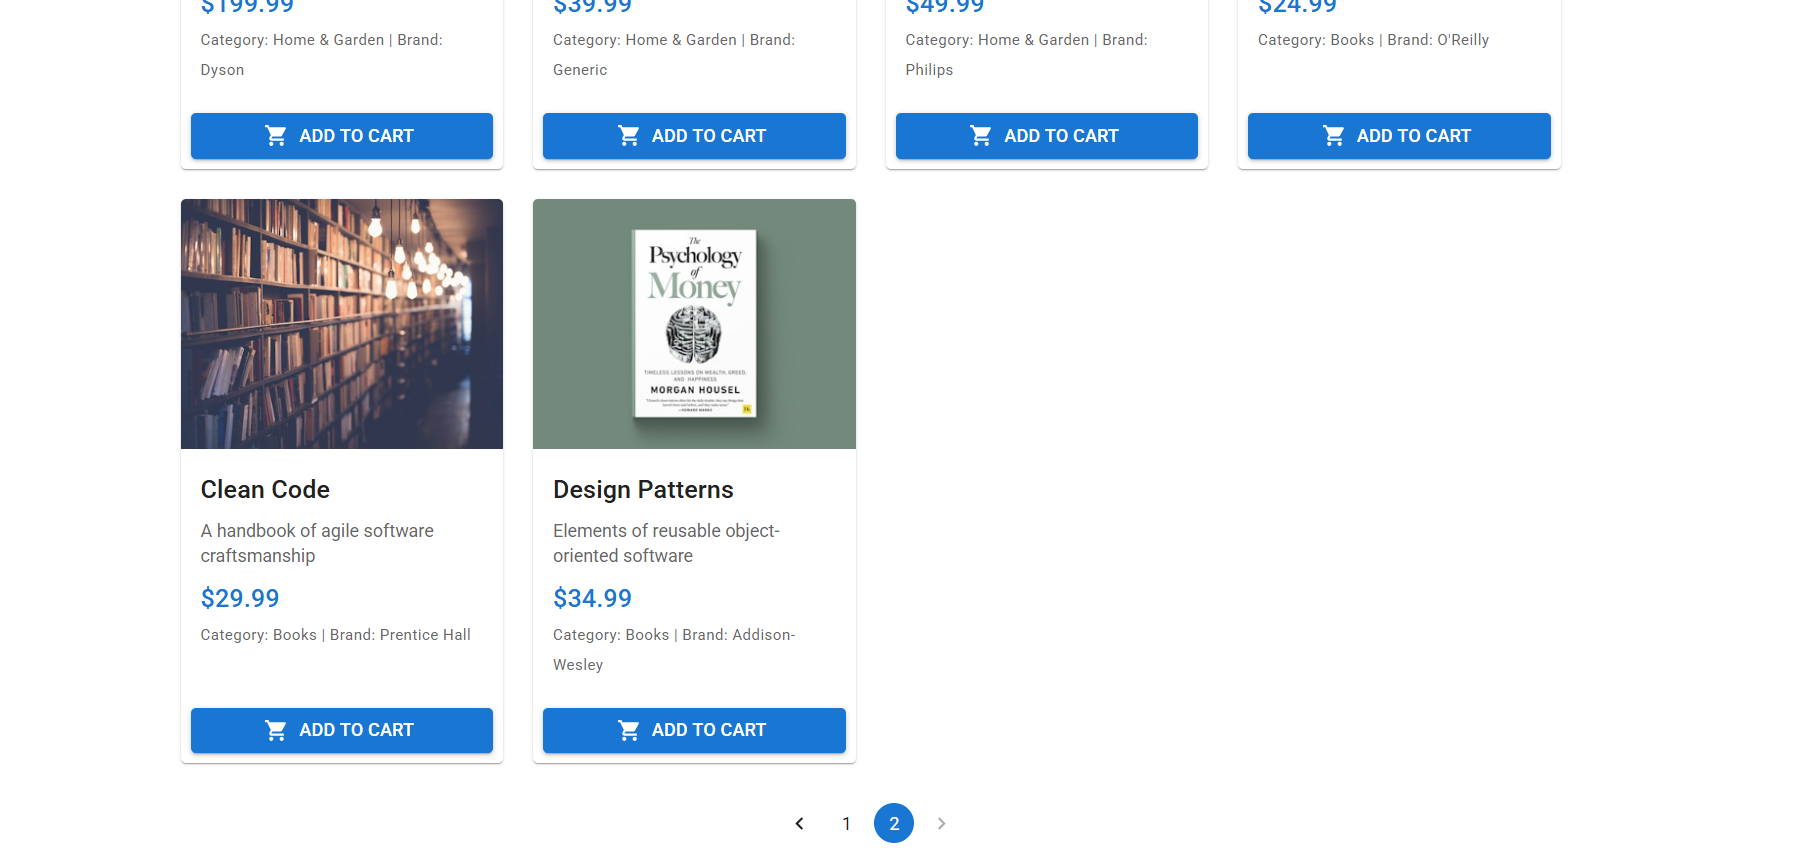 $199.99
$39.99
$49.99
$24.99
Category: Home & Garden | Brand:
Dyson
Category: Home & Garden | Brand:
Generic
Category: Home & Garden | Brand:
Philips
Category: Books | Brand: O'Reilly
ADD TO CART
ADD TO CART
ADD TO CART
ADD TO CART
The
Psychology
of
Money
TIMELESS LESSONS ON WEALTH, GREED,
AND HAPPINESS
MORGAN HOUSEL
Clean Code
A handbook of agile software
craftsmanship
$29.99
Category: Books | Brand: Prentice Hall
ADD TO CART
Design Patterns
Elements of reusable object-
oriented software
$34.99
Category: Books | Brand: Addison-
Wesley
ADD TO CART
1
2